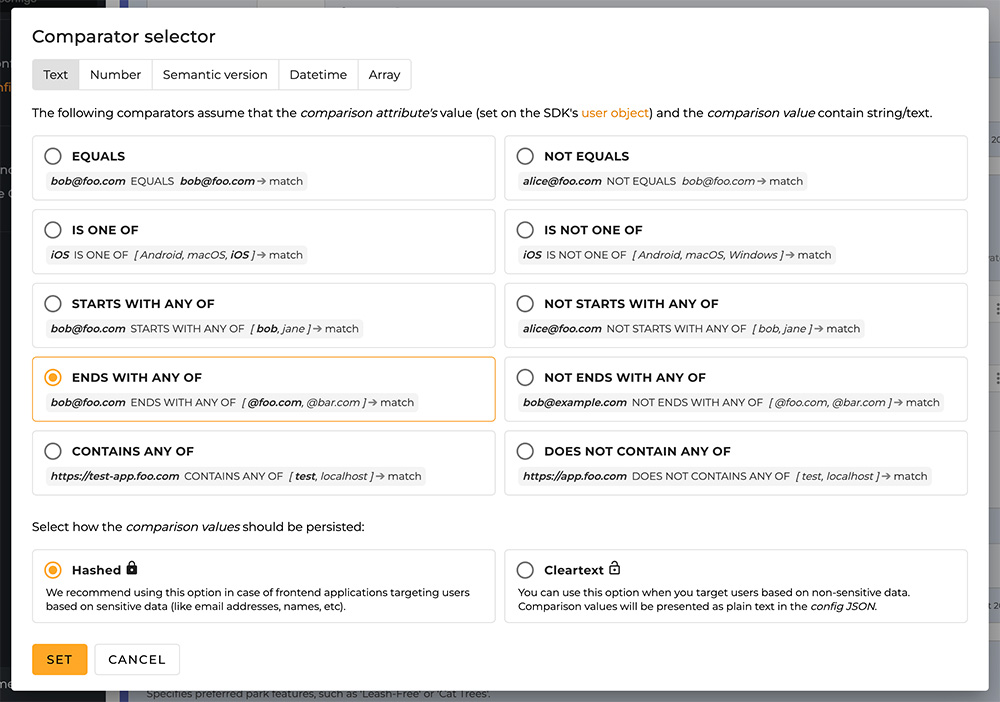 Comparator selector
Text Number Semantic version Datetime Array
The following comparators assume that the comparison attribute's value (set on the SDK's user object) and the comparison value contain string/text.
EQUALS
bob@foo.com EQUALS bob@foo.com → match
NOT EQUALS
alice@foo.com NOT EQUALS bob@foo.com → match
IS ONE OF
iOS IS ONE OF [ Android, macOS, iOS ] → match
IS NOT ONE OF
iOS IS NOT ONE OF [ Android, macOS, Windows ] → match
STARTS WITH ANY OF
bob@foo.com STARTS WITH ANY OF [ bob, jane ] → match
NOT STARTS WITH ANY OF
alice@foo.com NOT STARTS WITH ANY OF [ bob, jane ] → match
ENDS WITH ANY OF
bob@foo.com ENDS WITH ANY OF [ @foo.com, @bar.com ] → match
NOT ENDS WITH ANY OF
bob@example.com NOT ENDS WITH ANY OF [ @foo.com, @bar.com ] → match
CONTAINS ANY OF
https://test-app.foo.com CONTAINS ANY OF [ test, localhost ] → match
DOES NOT CONTAIN ANY OF
https://app.foo.com DOES NOT CONTAINS ANY OF [ test, localhost ] → match
Select how the comparison values should be persisted:
Hashed
We recommend using this option in case of frontend applications targeting users
based on sensitive data (like email addresses, names, etc).
Cleartext
You can use this option when you target users based on non-sensitive data.
Comparison values will be presented as plain text in the config JSON.
SET CANCEL
Specifies preferred park features, such as 'Leash-Free' or 'Cat Trees'.